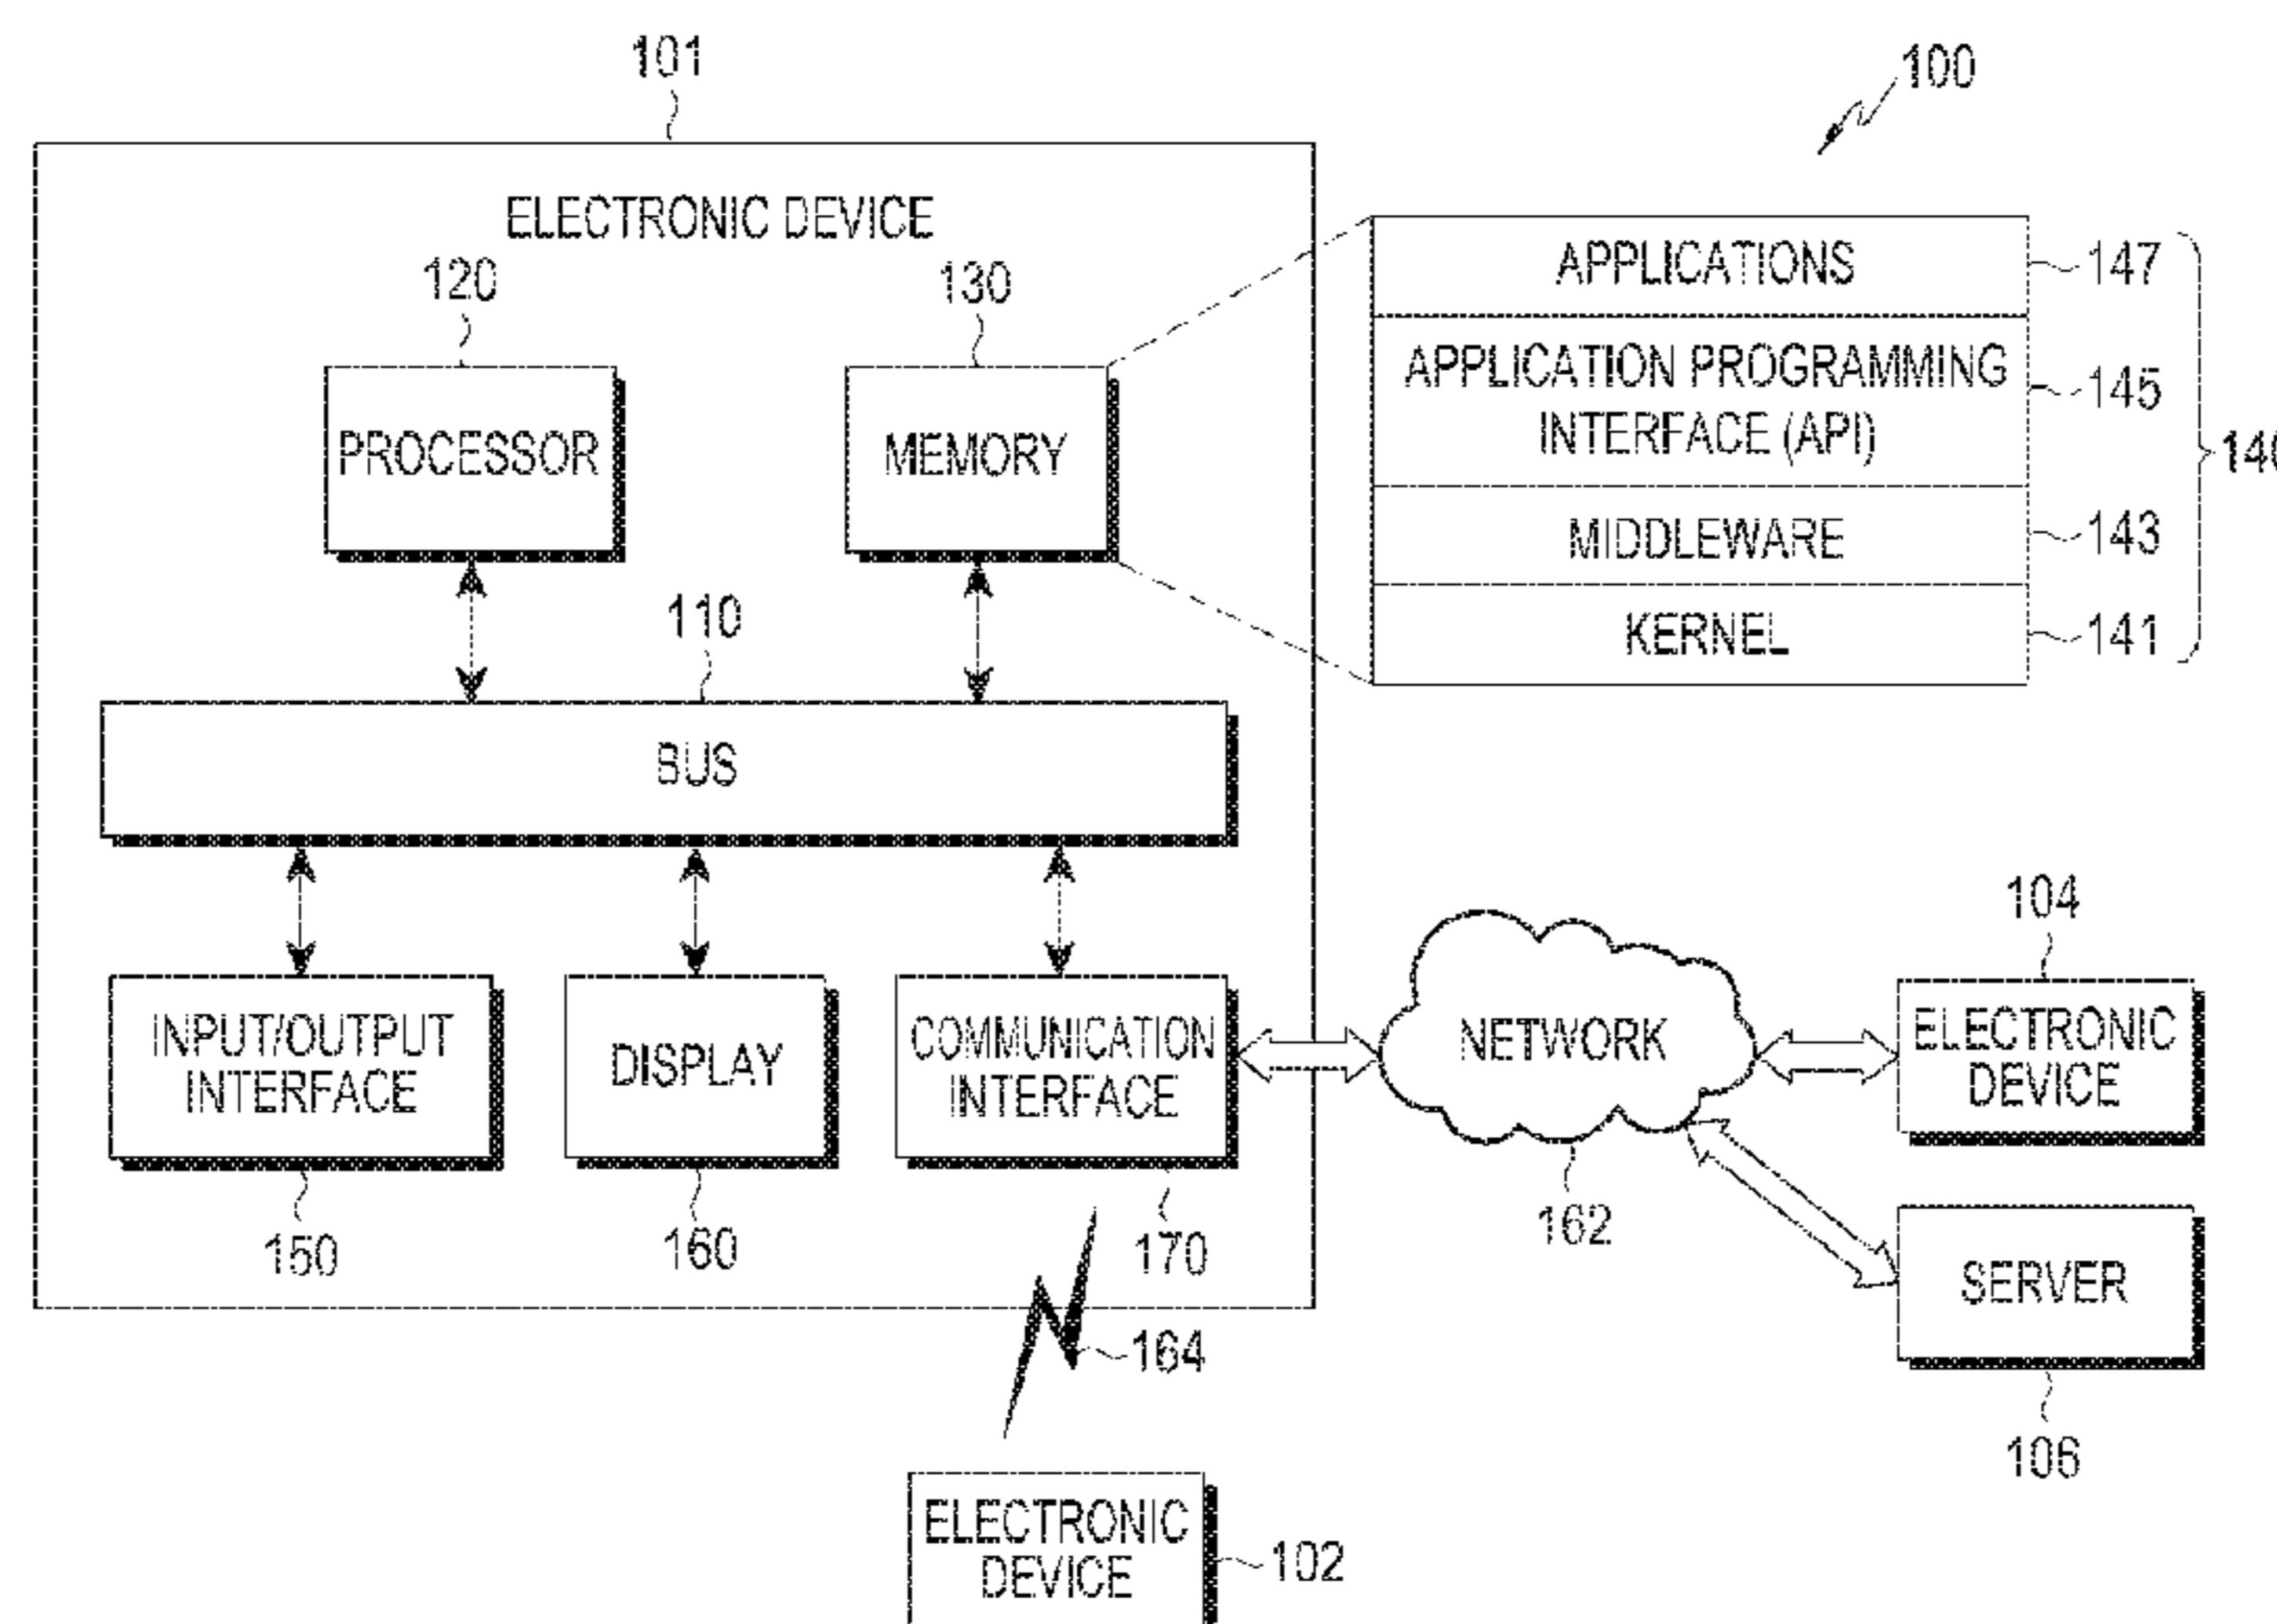 101
100
ELECTRONIC DEVICE
120
130
APPLICATIONS
147
PROCESSOR
MEMORY
APPLICATION PROGRAMMING
INTERFACE (API)
145
140
MIDDLEWARE
143
KERNEL
141
110
BUS
104
INPUT/OUTPUT
INTERFACE
DISPLAY
COMMUNICATION
INTERFACE
NETWORK
ELECTRONIC
DEVICE
150
160
170
162
SERVER
164
106
ELECTRONIC
DEVICE
102